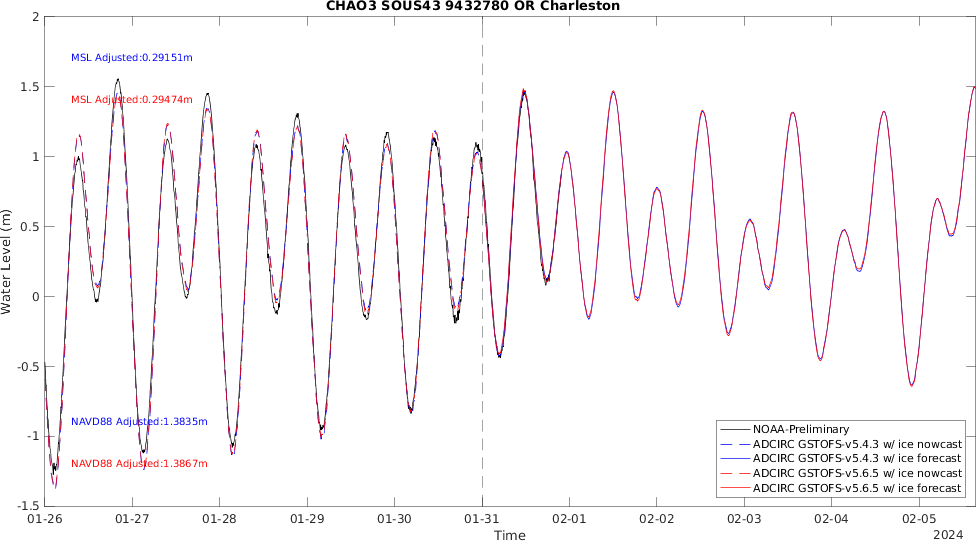 CHAO3 SOUS43 9432780 OR Charleston
2
MSL Adjusted:0.29151m
1.5
MSL Adjusted:0.29474m
1
0.5
Water Level (m)
0
-0.5
NAVD88 Adjusted:1.3835m
-1
NAVD88 Adjusted:1.3867m
-1.5
NOAA-Preliminary
ADCIRC GSTOFS-v5.4.3 w/ ice nowcast
ADCIRC GSTOFS-v5.4.3 w/ ice forecast
ADCIRC GSTOFS-v5.6.5 w/ ice nowcast
ADCIRC GSTOFS-v5.6.5 w/ ice forecast
01-26 01-27 01-28 01-29 01-30 01-31 02-01 02-02 02-03 02-04 02-05
Time
2024